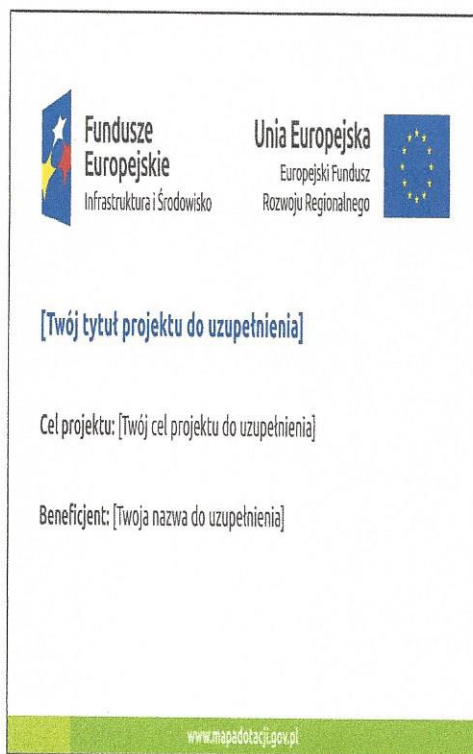 Fundusze
Europejskie
Infrastruktura i Środowisko
Unia Europejska
Europejski Fundusz
Rozwoju Regionalnego
[Twój tytuł projektu do uzupełnienia]
Cel projektu: [Twój cel projektu do uzupełnienia]
Beneficjent: [Twoja nazwa do uzupełnienia]
www.mapadotacji.gov.pl